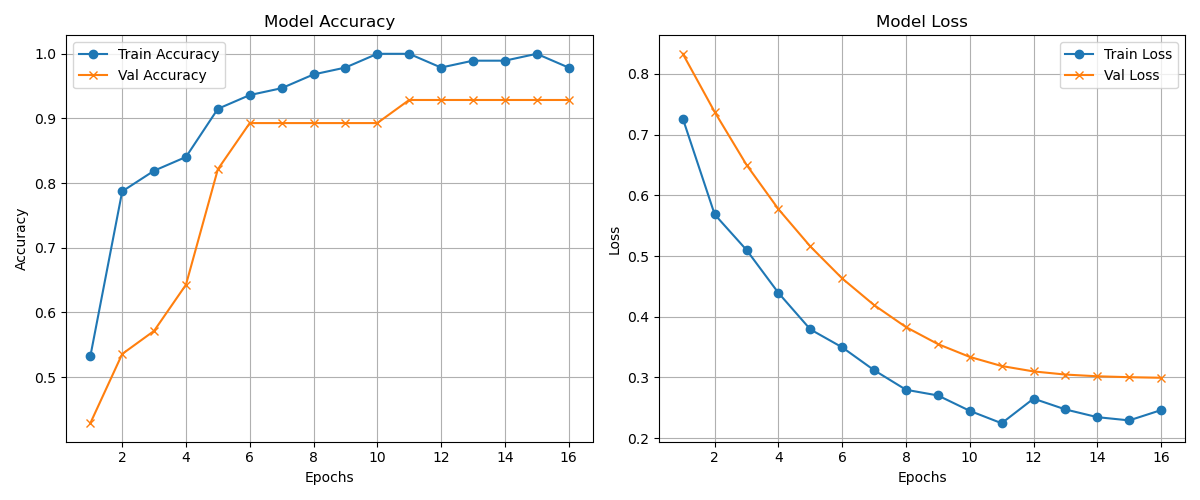 Model Accuracy
Train Accuracy
Val Accuracy
1.0
0.9
0.8
0.7
0.6
0.5
Accuracy
2 4 6 8 10 12 14 16
Epochs
Model Loss
Train Loss
Val Loss
0.8
0.7
0.6
0.5
0.4
0.3
0.2
Loss
2 4 6 8 10 12 14 16
Epochs